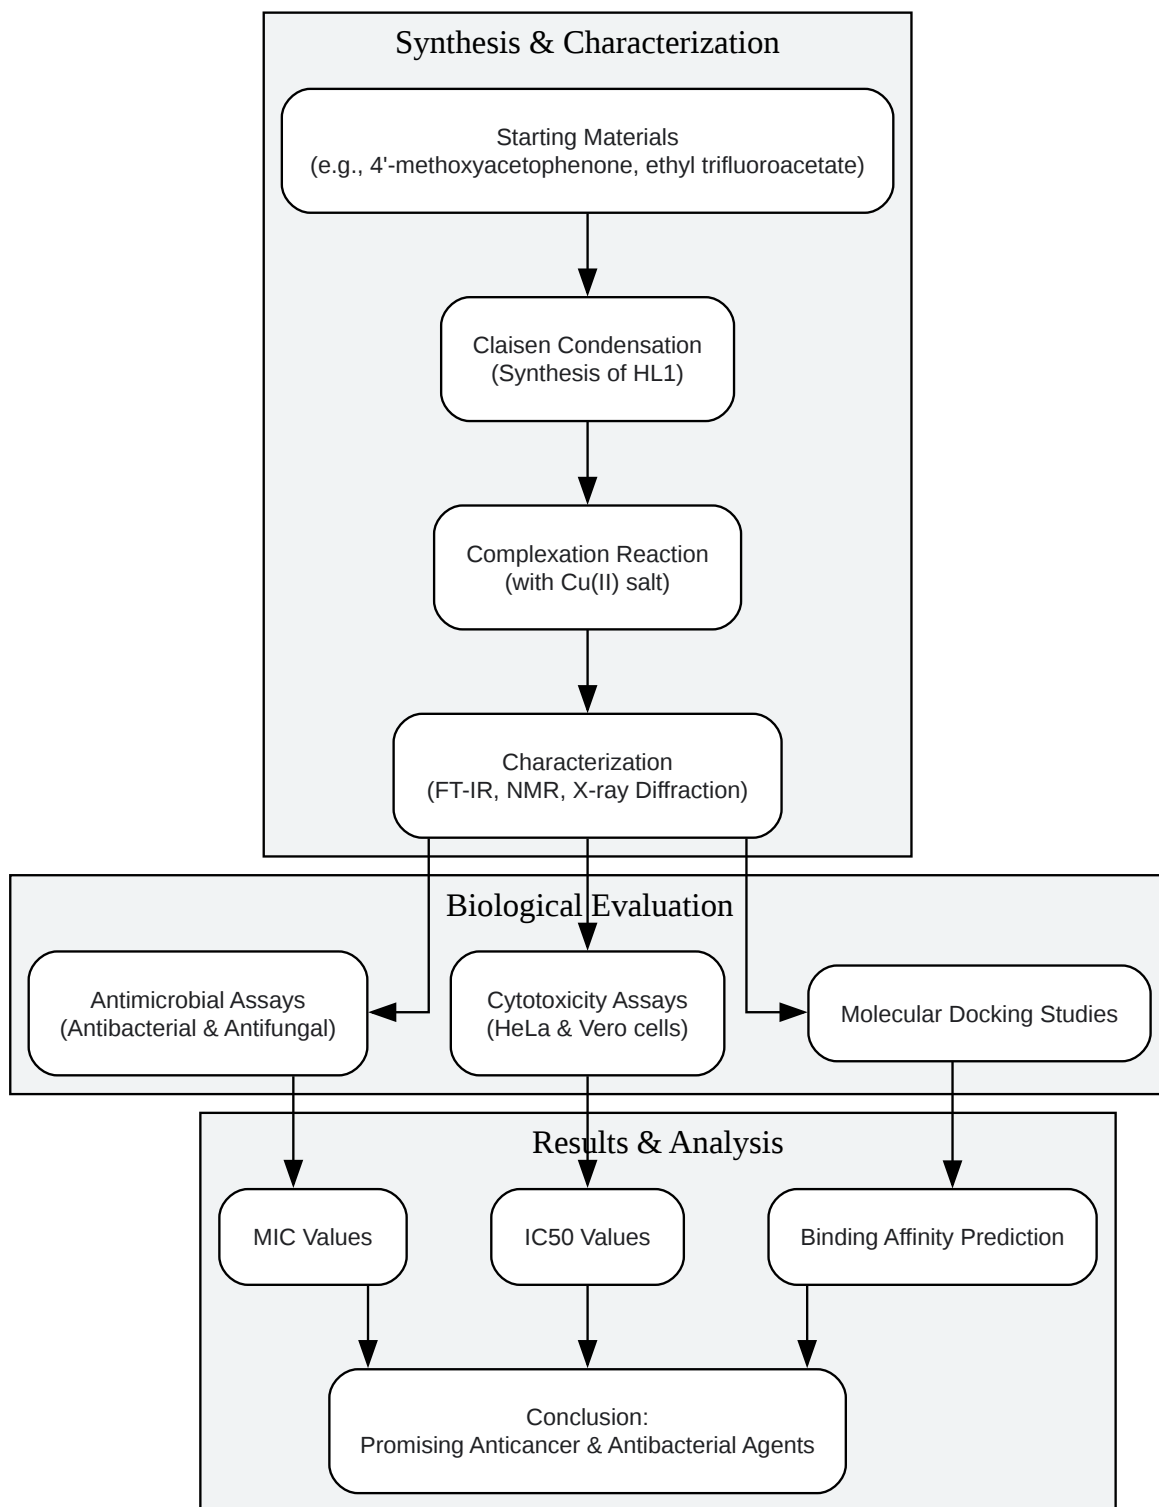 Synthesis & Characterization
Starting Materials
(e.g., 4'-methoxyacetophenone, ethyl trifluoroacetate)
Claisen Condensation
(Synthesis of HL1)
Complexation Reaction
(with Cu(II) salt)
Characterization
(FT-IR, NMR, X-ray Diffraction)
Biological Evaluation
Antimicrobial Assays
(Antibacterial & Antifungal)
Cytotoxicity Assays
(HeLa & Vero cells)
Molecular Docking Studies
Results & Analysis
MIC Values
IC50 Values
Binding Affinity Prediction
Conclusion:
Promising Anticancer & Antibacterial Agents